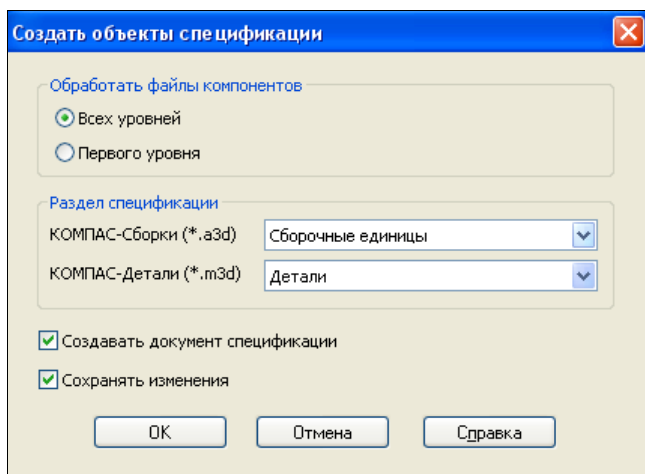 Создать объекты спецификации
Обработать файлы компонентов
Всех уровней
Первого уровня
Раздел спецификации
КОМПАС-Сборки (*.a3d) Сборочные единицы
КОМПАС-Детали (*.m3d) Детали
Создавать документ спецификации
Сохранять изменения
ОК Отмена Справка